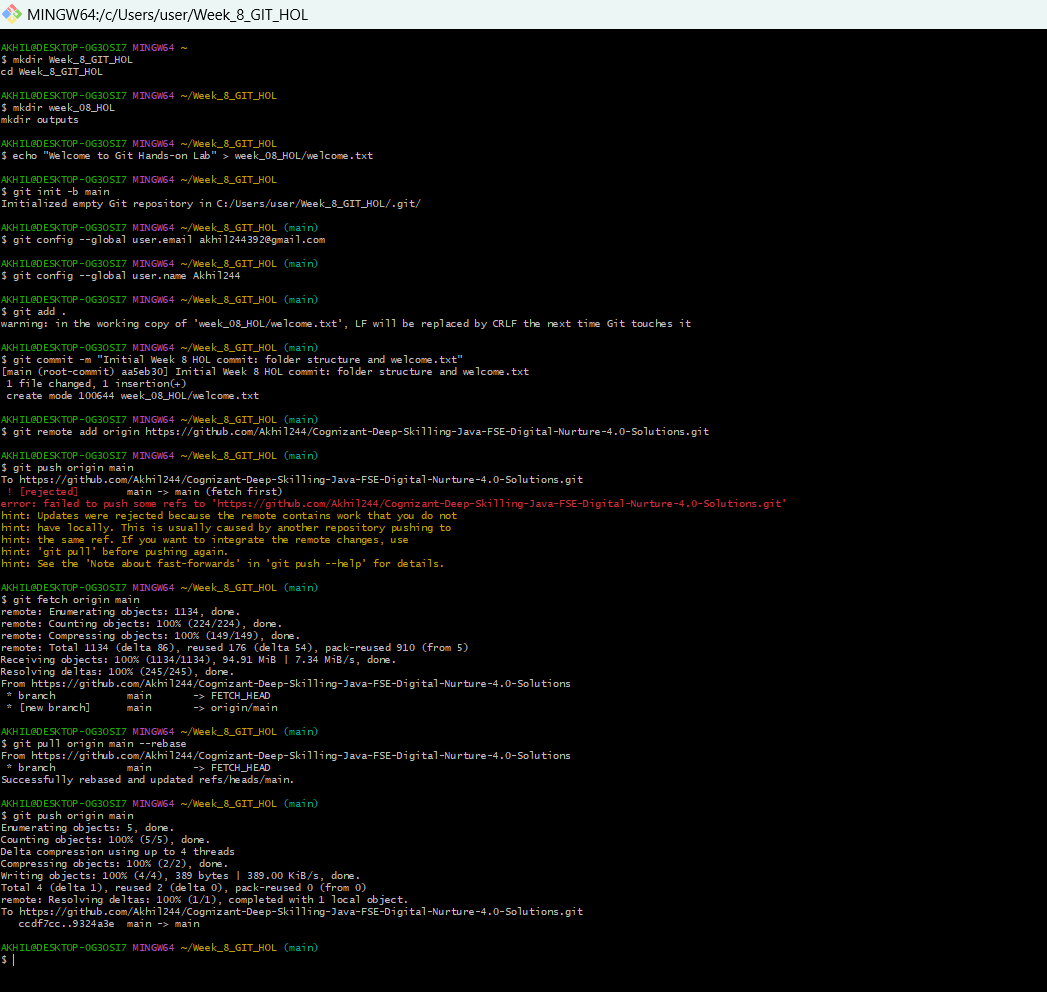 MINGW64:/c/Users/user/Week_8_GIT_HOL
AKHIL@DESKTOP-OG3OSI7 MINGW64 ~
$ mkdir Week_8_GIT_HOL
cd Week_8_GIT_HOL
AKHIL@DESKTOP-OG3OSI7 MINGW64 ~/Week_8_GIT_HOL
$ mkdir week_08_HOL
mkdir outputs
AKHIL@DESKTOP-OG3OSI7 MINGW64 ~/Week_8_GIT_HOL
$ echo "Welcome to Git Hands-on Lab" > week_08_HOL/welcome.txt
AKHIL@DESKTOP-OG3OSI7 MINGW64 ~/Week_8_GIT_HOL
$ git init -b main
Initialized empty Git repository in C:/Users/user/Week_8_GIT_HOL/.git/
AKHIL@DESKTOP-OG3OSI7 MINGW64 ~/Week_8_GIT_HOL (main)
$ git config --global user.email akhil244392@gmail.com
AKHIL@DESKTOP-OG3OSI7 MINGW64 ~/Week_8_GIT_HOL (main)
$ git config --global user.name Akhil244
AKHIL@DESKTOP-OG3OSI7 MINGW64 ~/Week_8_GIT_HOL (main)
$ git add .
warning: in the working copy of 'week_08_HOL/welcome.txt', LF will be replaced by CRLF the next time Git touches it
AKHIL@DESKTOP-OG3OSI7 MINGW64 ~/Week_8_GIT_HOL (main)
$ git commit -m "Initial Week 8 HOL commit: folder structure and welcome.txt"
[main (root-commit) aa5eb30] Initial Week 8 HOL commit: folder structure and welcome.txt
 1 file changed, 1 insertion(+)
 create mode 100644 week_08_HOL/welcome.txt
AKHIL@DESKTOP-OG3OSI7 MINGW64 ~/Week_8_GIT_HOL (main)
$ git remote add origin https://github.com/Akhil244/Cognizant-Deep-Skilling-Java-FSE-Digital-Nurture-4.0-Solutions.git
AKHIL@DESKTOP-OG3OSI7 MINGW64 ~/Week_8_GIT_HOL (main)
$ git push origin main
To https://github.com/Akhil244/Cognizant-Deep-Skilling-Java-FSE-Digital-Nurture-4.0-Solutions.git
 ! [rejected]        main -> main (fetch first)
error: failed to push some refs to 'https://github.com/Akhil244/Cognizant-Deep-Skilling-Java-FSE-Digital-Nurture-4.0-Solutions.git'
hint: Updates were rejected because the remote contains work that you do not
hint: have locally. This is usually caused by another repository pushing to
hint: the same ref. If you want to integrate the remote changes, use
hint: 'git pull' before pushing again.
hint: See the 'Note about fast-forwards' in 'git push --help' for details.
AKHIL@DESKTOP-OG3OSI7 MINGW64 ~/Week_8_GIT_HOL (main)
$ git fetch origin main
remote: Enumerating objects: 1134, done.
remote: Counting objects: 100% (224/224), done.
remote: Compressing objects: 100% (149/149), done.
remote: Total 1134 (delta 86), reused 176 (delta 54), pack-reused 910 (from 5)
Receiving objects: 100% (1134/1134), 94.91 MiB | 7.34 MiB/s, done.
Resolving deltas: 100% (245/245), done.
From https://github.com/Akhil244/Cognizant-Deep-Skilling-Java-FSE-Digital-Nurture-4.0-Solutions
 * branch            main       -> FETCH_HEAD
 * [new branch]      main       -> origin/main
AKHIL@DESKTOP-OG3OSI7 MINGW64 ~/Week_8_GIT_HOL (main)
$ git pull origin main --rebase
From https://github.com/Akhil244/Cognizant-Deep-Skilling-Java-FSE-Digital-Nurture-4.0-Solutions
 * branch            main       -> FETCH_HEAD
Successfully rebased and updated refs/heads/main.
AKHIL@DESKTOP-OG3OSI7 MINGW64 ~/Week_8_GIT_HOL (main)
$ git push origin main
Enumerating objects: 5, done.
Counting objects: 100% (5/5), done.
Delta compression using up to 4 threads
Compressing objects: 100% (2/2), done.
Writing objects: 100% (4/4), 389 bytes | 389.00 KiB/s, done.
Total 4 (delta 1), reused 2 (delta 0), pack-reused 0 (from 0)
remote: Resolving deltas: 100% (1/1), completed with 1 local object.
To https://github.com/Akhil244/Cognizant-Deep-Skilling-Java-FSE-Digital-Nurture-4.0-Solutions.git
   ccdf7cc..9324a3e  main -> main
AKHIL@DESKTOP-OG3OSI7 MINGW64 ~/Week_8_GIT_HOL (main)
$